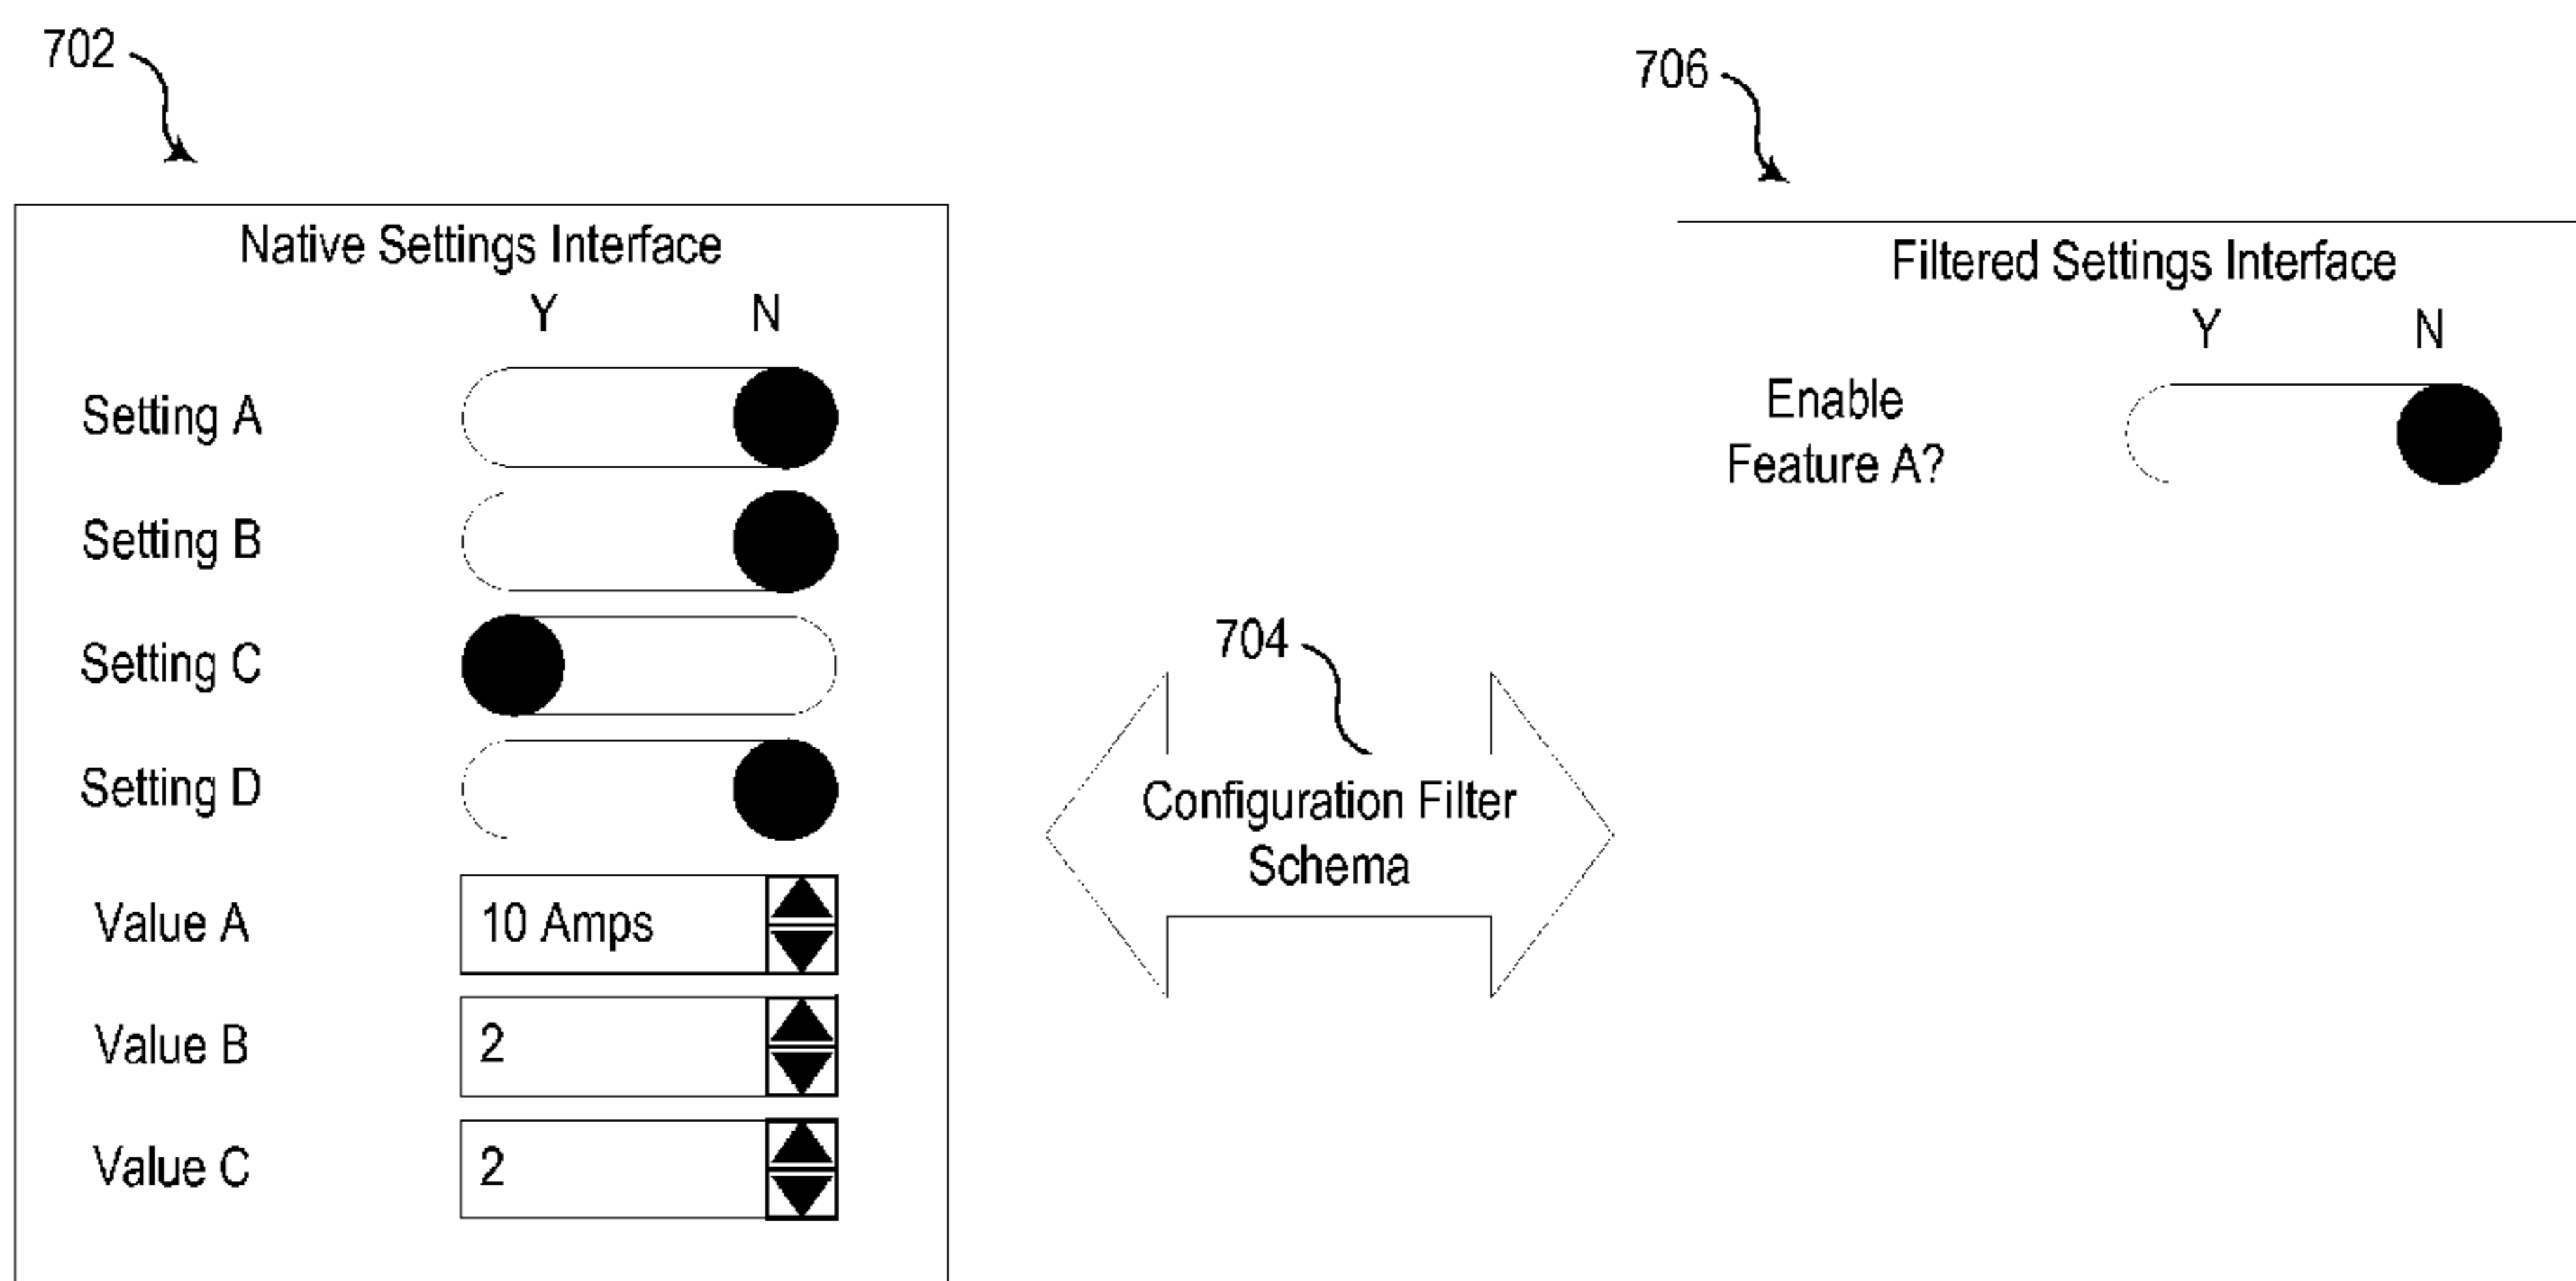 702
Native Settings Interface
Y N
Setting A
Setting B
Setting C
Setting D
Value A 10 Amps
Value B 2
Value C 2
704
Configuration Filter
Schema
706
Filtered Settings Interface
Y N
Enable
Feature A?